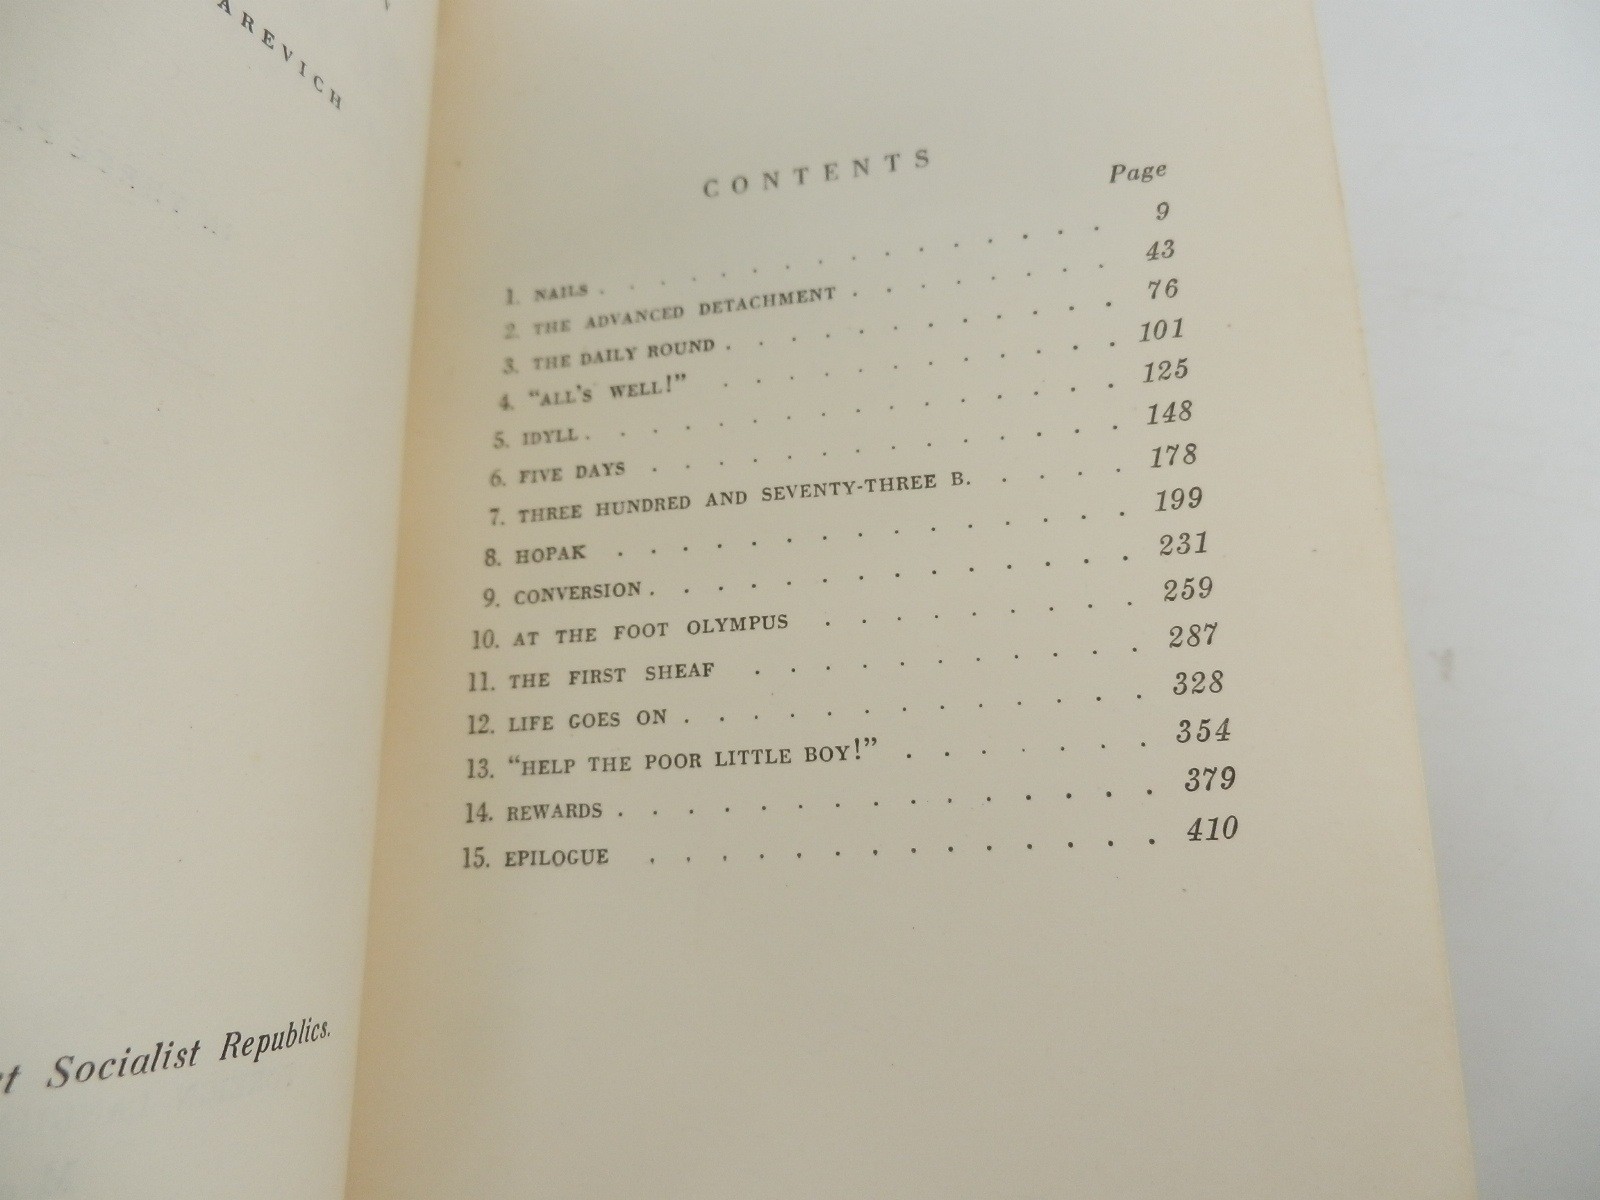 AREVICH
t Socialist Republics.
CONTENTS
Page
1. NAILS . . . . . . . . . . . . . . . . 9
2. THE ADVANCED DETACHMENT . . . . . . . . 43
3. THE DAILY ROUND . . . . . . . . . . . . 76
4. “ALL’S WELL!” . . . . . . . . . . . . 101
5. IDYLL . . . . . . . . . . . . . . . . 125
6. FIVE DAYS . . . . . . . . . . . . . . 148
7. THREE HUNDRED AND SEVENTY-THREE B. . . . . 178
8. HOPAK . . . . . . . . . . . . . . . 199
9. CONVERSION . . . . . . . . . . . . . . 231
10. AT THE FOOT OLYMPUS . . . . . . . . . 259
11. THE FIRST SHEAF . . . . . . . . . . . 287
12. LIFE GOES ON . . . . . . . . . . . . . 328
13. “HELP THE POOR LITTLE BOY!” . . . . . . . 354
14. REWARDS . . . . . . . . . . . . . . . 379
15. EPILOGUE . . . . . . . . . . . . . . 410